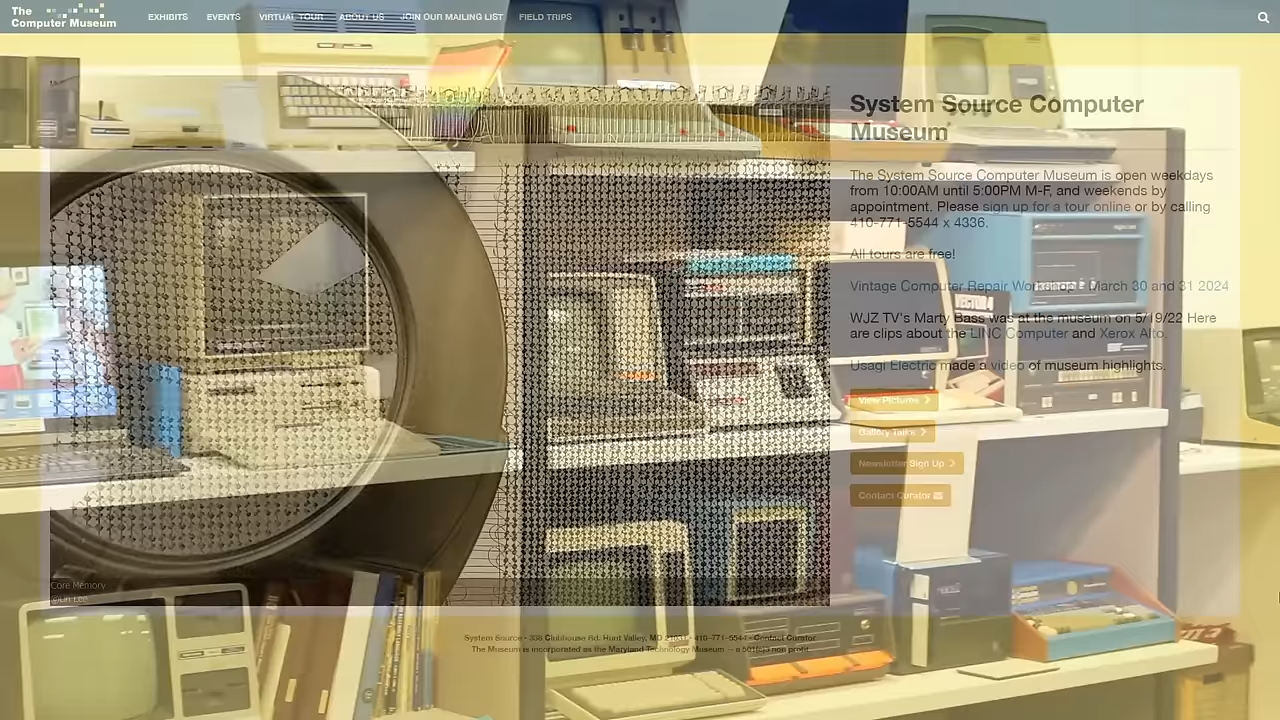 The
Computer Museum
EXHIBITS EVENTS VIRTUAL TOUR ABOUT US JOIN OUR MAILING LIST FIELD TRIPS
System Source Computer
Museum
The System Source Computer Museum is open weekdays
from 10:00AM until 5:00PM M-F, and weekends by
appointment. Please sign up for a tour online or by calling
410-771-5544 x 4336.
All tours are free!
Vintage Computer Repair Workshop - March 30 and 31 2024
WJZ TV's Marty Bass was at the museum on 5/19/22 Here
are clips about the LINC Computer and Xerox Alto.
Usagi Electric made a video of museum highlights.
View Pictures
Gallery Talks
Newsletter Sign Up
Contact Curator
Core Memory
@Lin Lee
System Source • 338 Clubhouse Rd. Hunt Valley, MD 21031 • 410-771-5544 • Contact Curator
The Museum is incorporated as the Maryland Technology Museum -- a 501(c)3 non profit